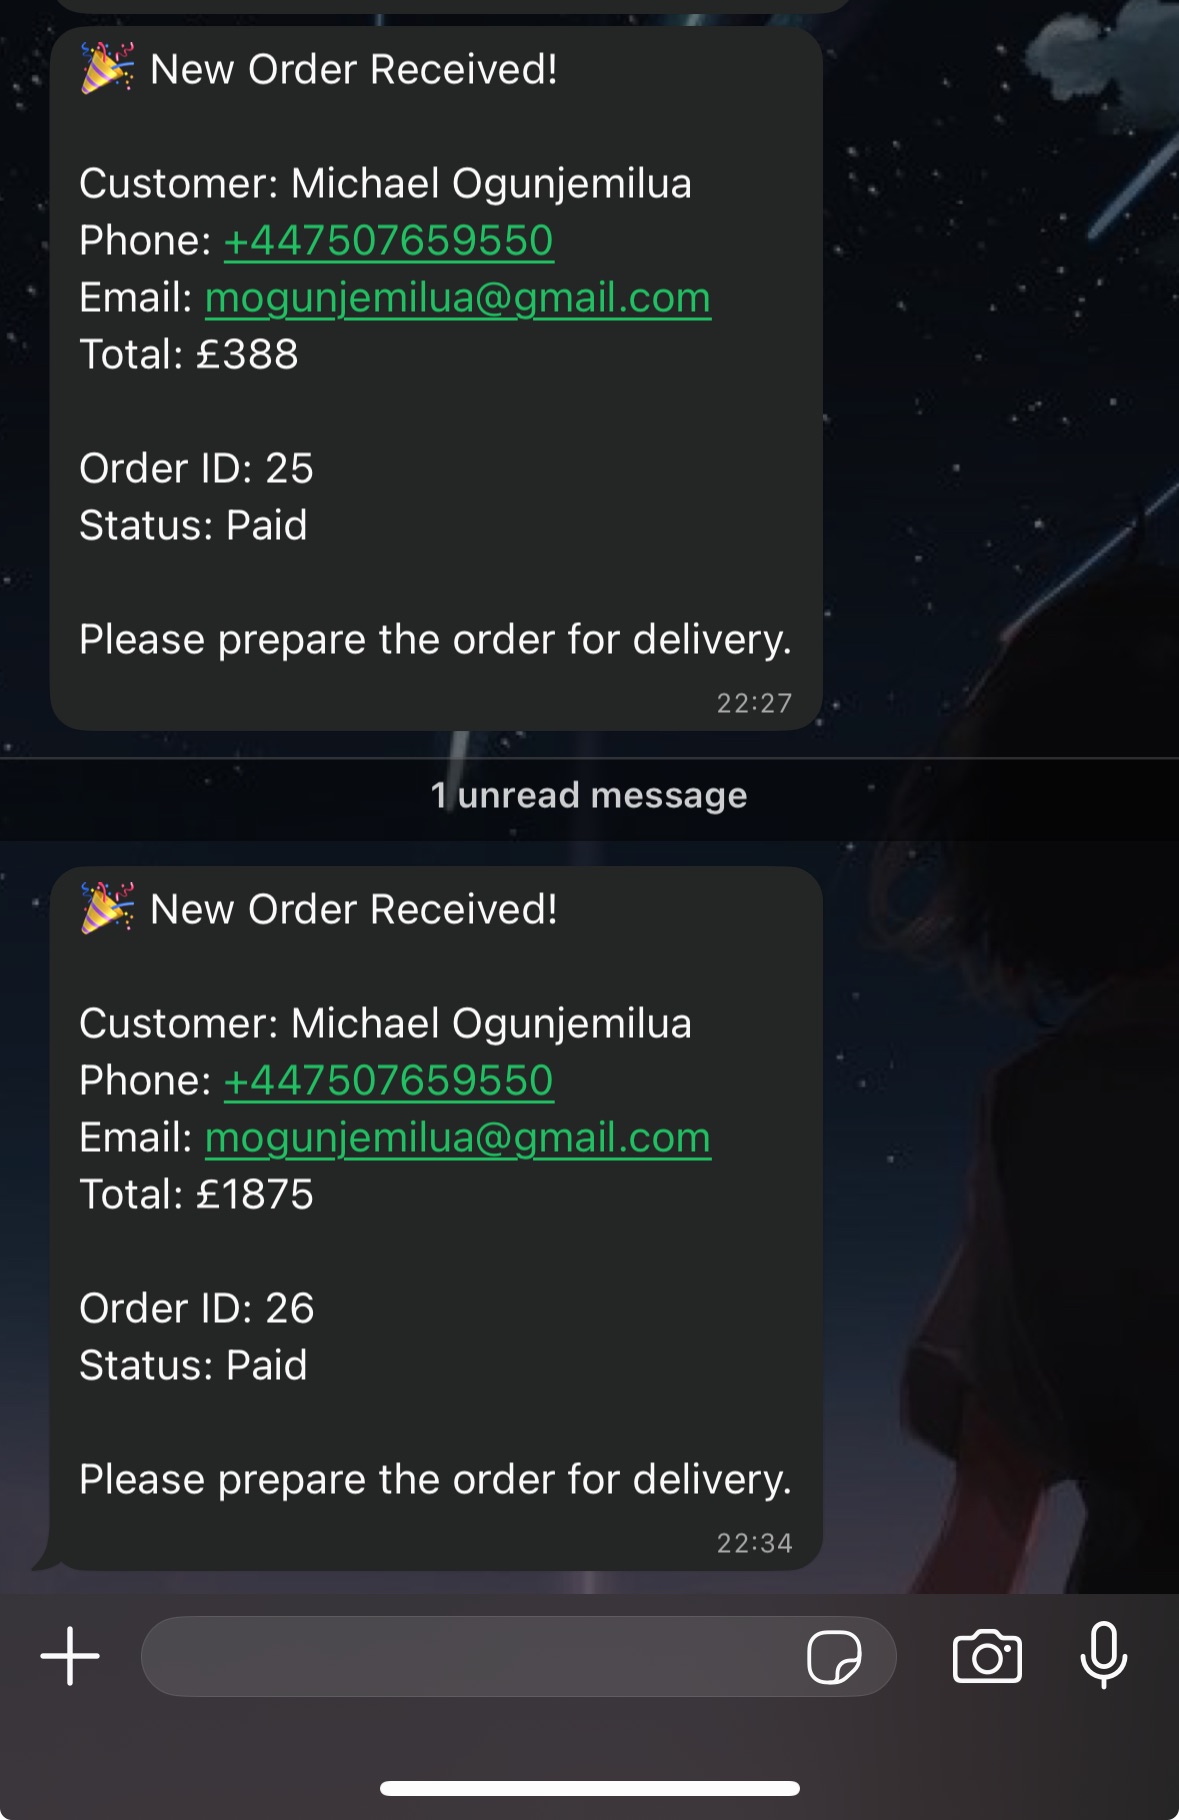 🎉 New Order Received!
Customer: Michael Ogunjemilua
Phone: +447507659550
Email: mogunjemilua@gmail.com
Total: £388
Order ID: 25
Status: Paid
Please prepare the order for delivery.
22:27
1 unread message
🎉 New Order Received!
Customer: Michael Ogunjemilua
Phone: +447507659550
Email: mogunjemilua@gmail.com
Total: £1875
Order ID: 26
Status: Paid
Please prepare the order for delivery.
22:34